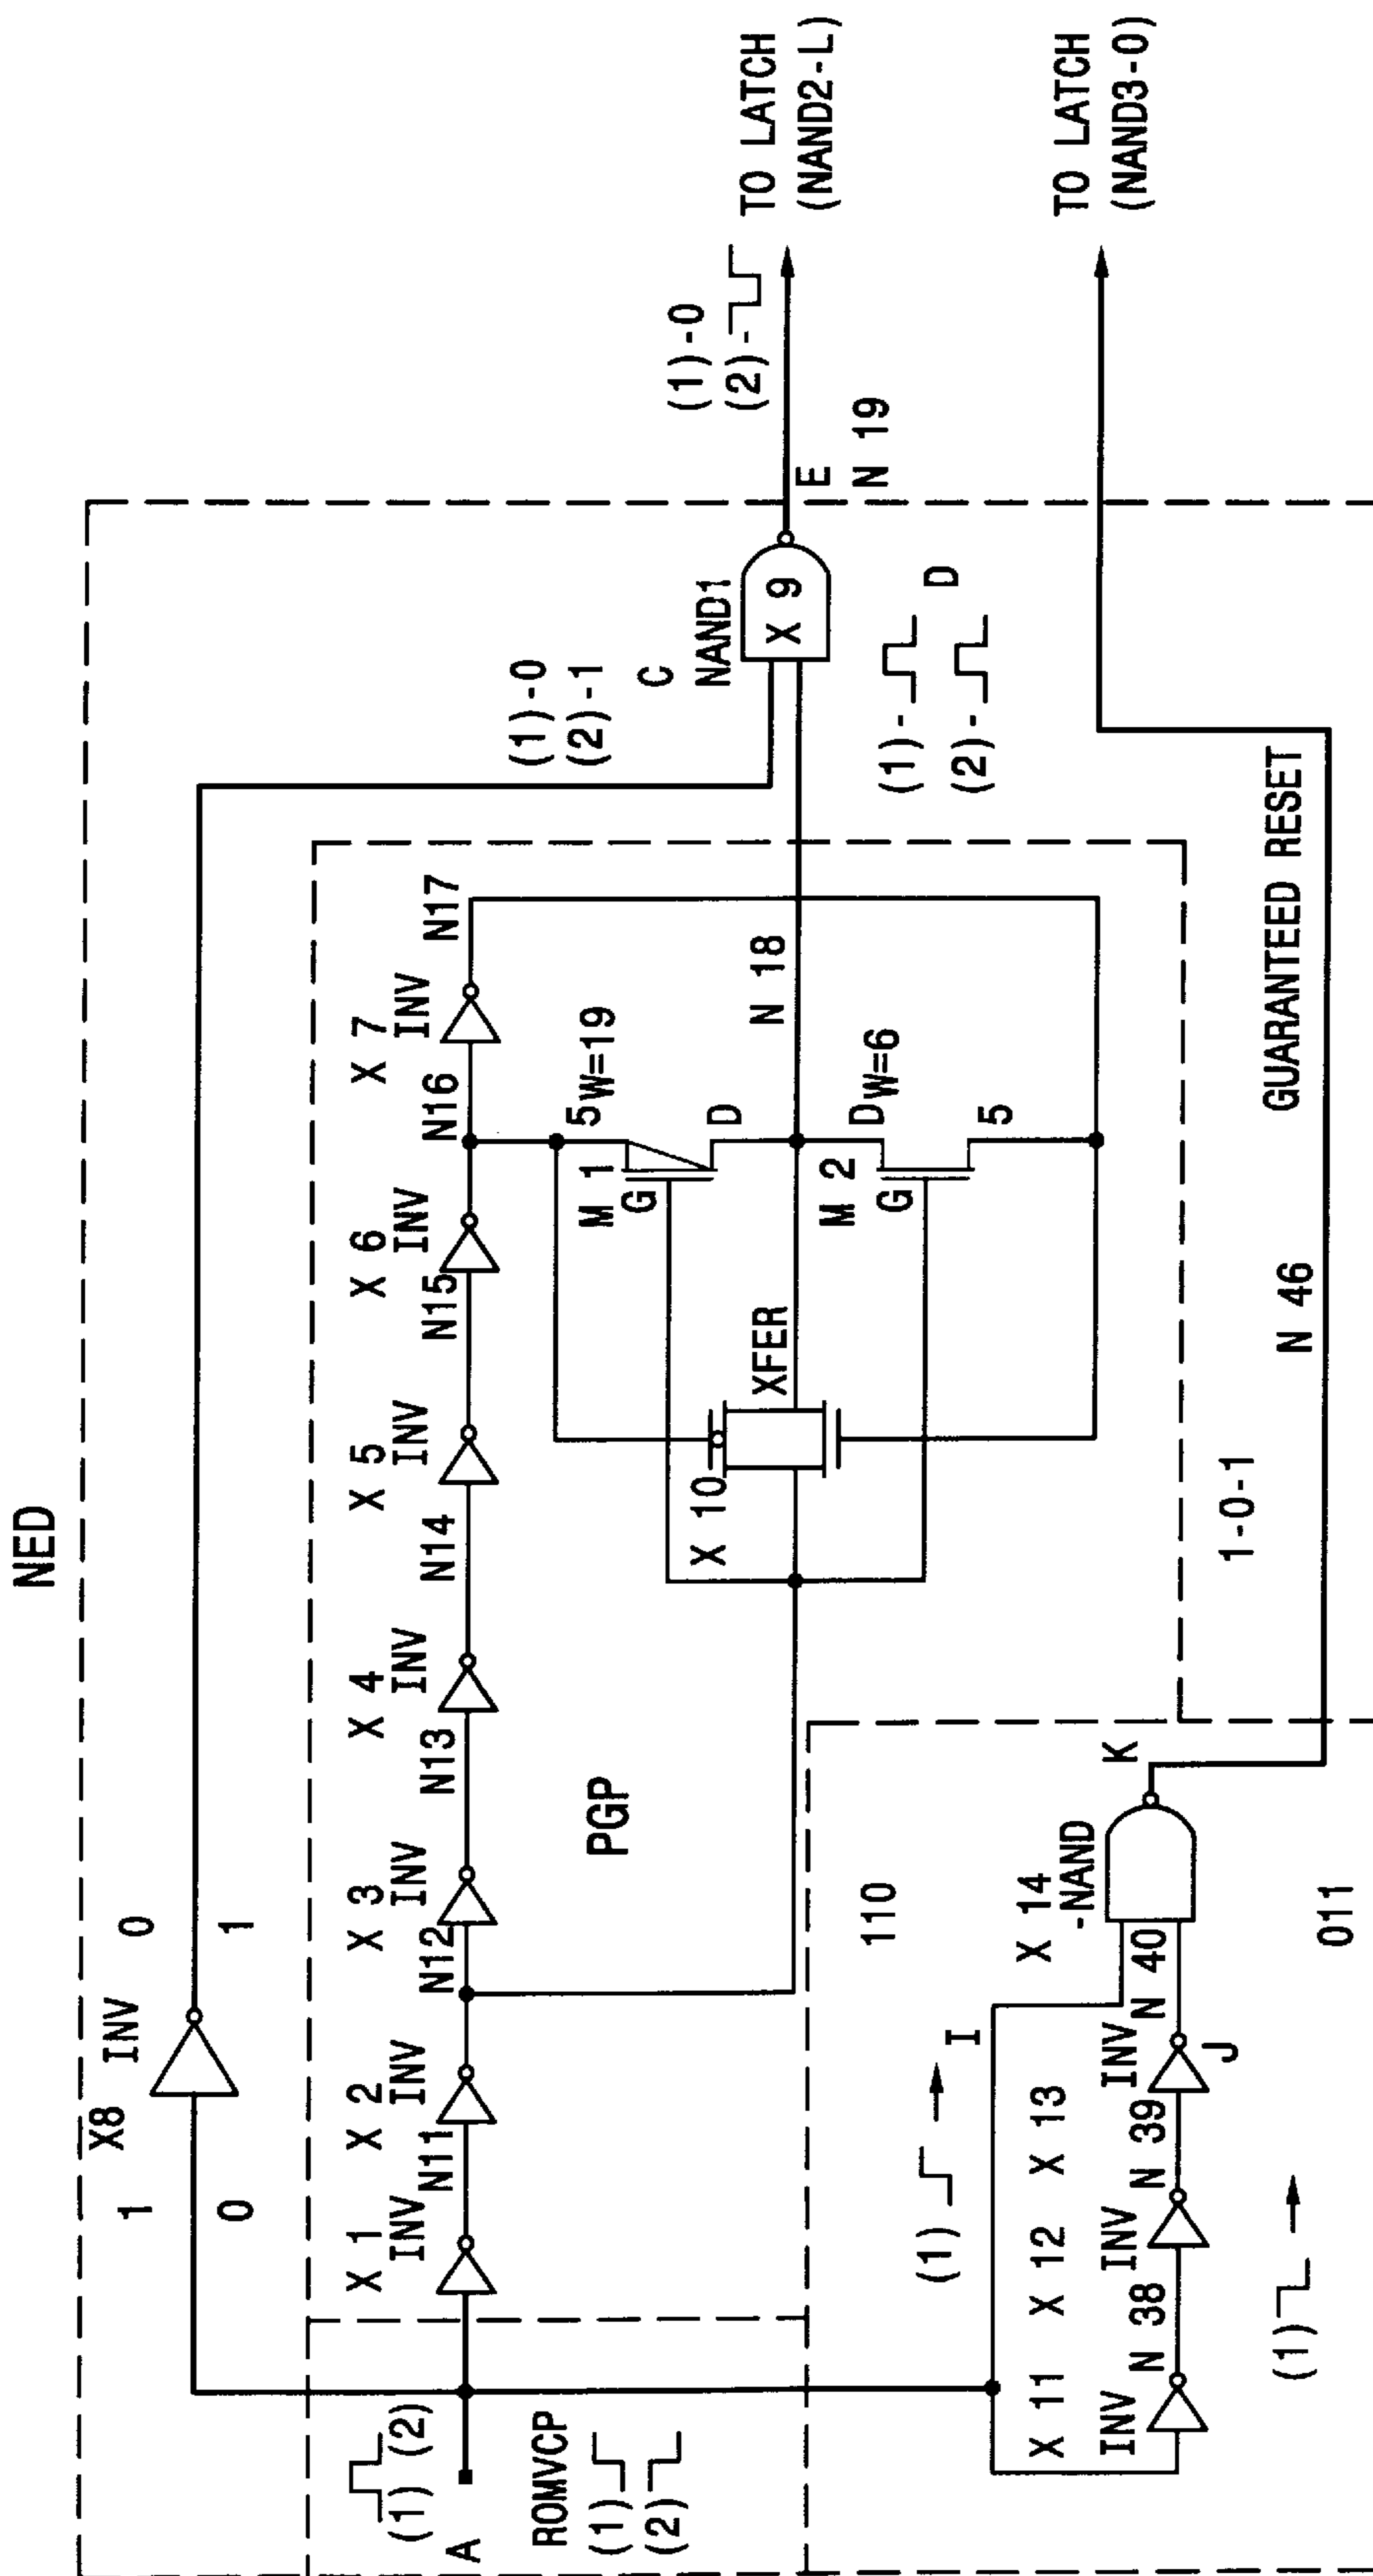 NED
X8
INV
1
0
0
1
X 1
INV
N11
X 2
INV
N12
X 3
INV
N13
X 4
INV
N14
X 5
INV
N15
X 6
INV
N16
X 7
INV
N17
(1) (2)
A
ROMVCP
(1)
(2)
PGP
X 10
XFER
M 1
G
5
W=19
D
N 18
M 2
G
D
W=6
5
(1)-0
(2)-1
C
NAND1
X 9
(1)-
(2)-
D
E
N 19
(1)-0
(2)-
TO LATCH
(NAND2-L)
TO LATCH
(NAND3-0)
1-0-1
110
(1)
I
X 11
INV
N 38
X 12
INV
N 39
X 13
INV
J
N 40
X 14
-NAND
K
(1)
011
N 46
GUARANTEED RESET